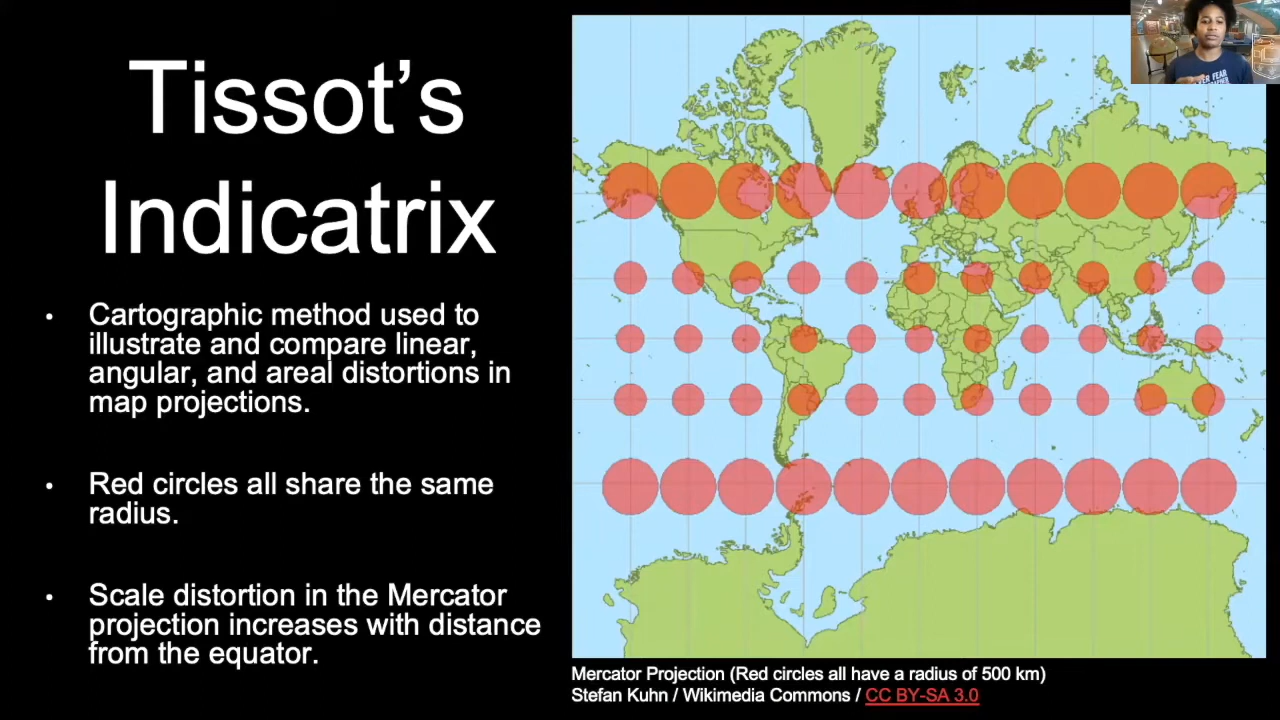 Tissot’s
Indicatrix
• Cartographic method used to
illustrate and compare linear,
angular, and areal distortions in
map projections.
• Red circles all share the same
radius.
• Scale distortion in the Mercator
projection increases with distance
from the equator.
Mercator Projection (Red circles all have a radius of 500 km)
Stefan Kuhn / Wikimedia Commons / CC BY-SA 3.0
FEAR